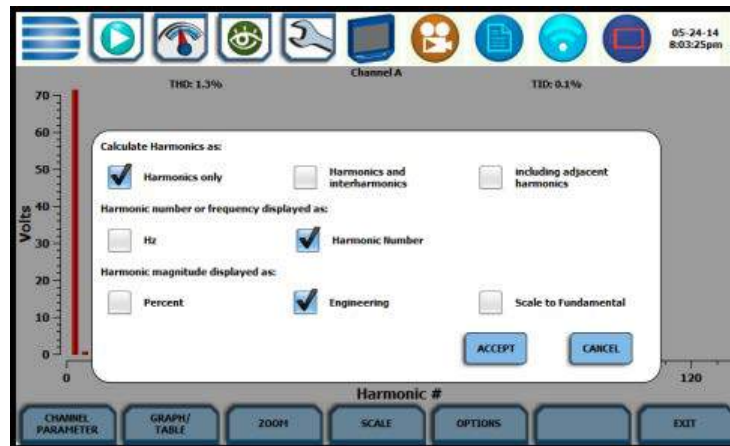 05-24-14
8:03:25pm
Channel A
THD: 1.3%
TID: 0.1%
70
60
50
40
30
20
10
0
Volts
Calculate Harmonics as:
Harmonics only
Harmonics and
interharmonics
including adjacent
harmonics
Harmonic number or frequency displayed as:
Hz
Harmonic Number
Harmonic magnitude displayed as:
Percent
Engineering
Scale to Fundamental
ACCEPT
CANCEL
0
120
Harmonic #
CHANNEL
PARAMETER
GRAPH/
TABLE
ZOOM
SCALE
OPTIONS
EXIT